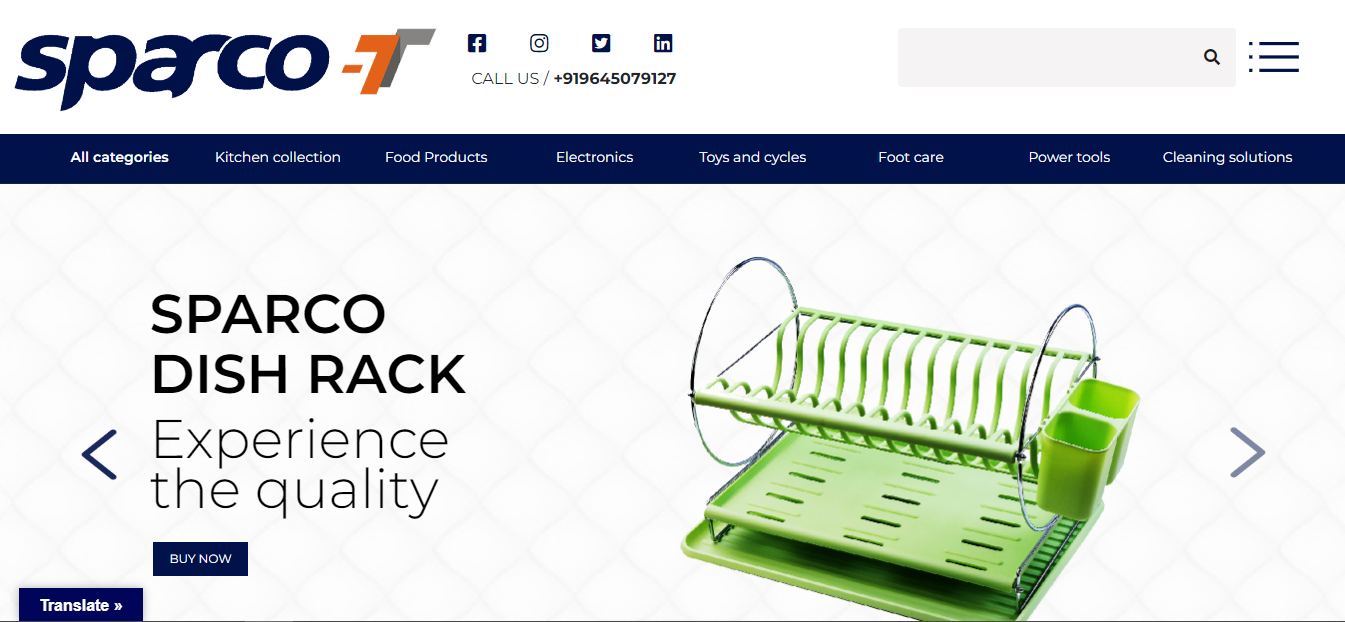 sparco
CALL US / +919645079127
All categories Kitchen collection Food Products Electronics Toys and cycles Foot care Power tools Cleaning solutions
SPARCO
DISH RACK
Experience
the quality
BUY NOW
Translate »